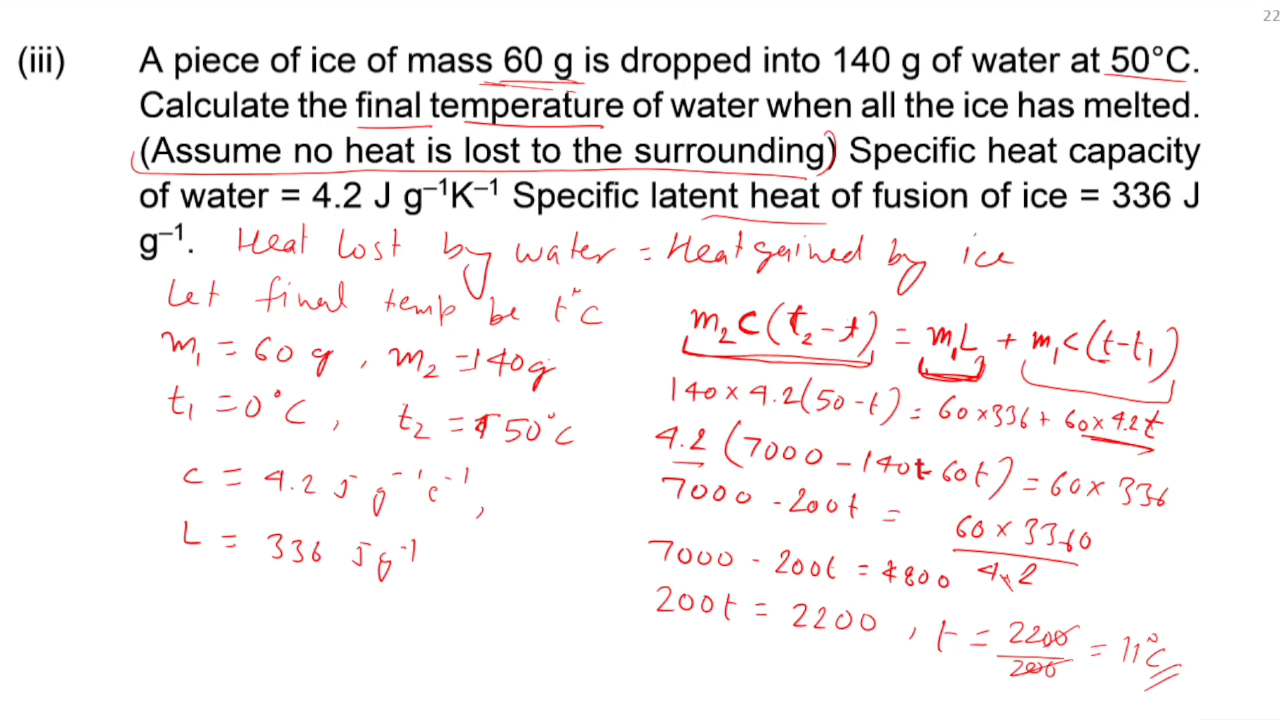 22
(iii) A piece of ice of mass 60 g is dropped into 140 g of water at 50°C.
Calculate the final temperature of water when all the ice has melted.
(Assume no heat is lost to the surrounding) Specific heat capacity
of water = 4.2 J g⁻¹K⁻¹ Specific latent heat of fusion of ice = 336 J
g⁻¹. Heat lost by water = Heat gained by ice
Let final temp be t°C
m₁ = 60 g, m₂ = 140g
t₁ = 0°C, t₂ = 50°C
c = 4.2 J g⁻¹c⁻¹,
L = 336 Jg⁻¹
m₂c(t₂-t) = m₁L + m₁c(t-t₁)
140 × 4.2(50-t) = 60×336 + 60×4.2t
4.2 (7000 - 140t - 60t) = 60 × 336
7000 - 200t = 60 × 3360 / 42
7000 - 200t = 4800
200t = 2200, t = 2200 / 200 = 11°C